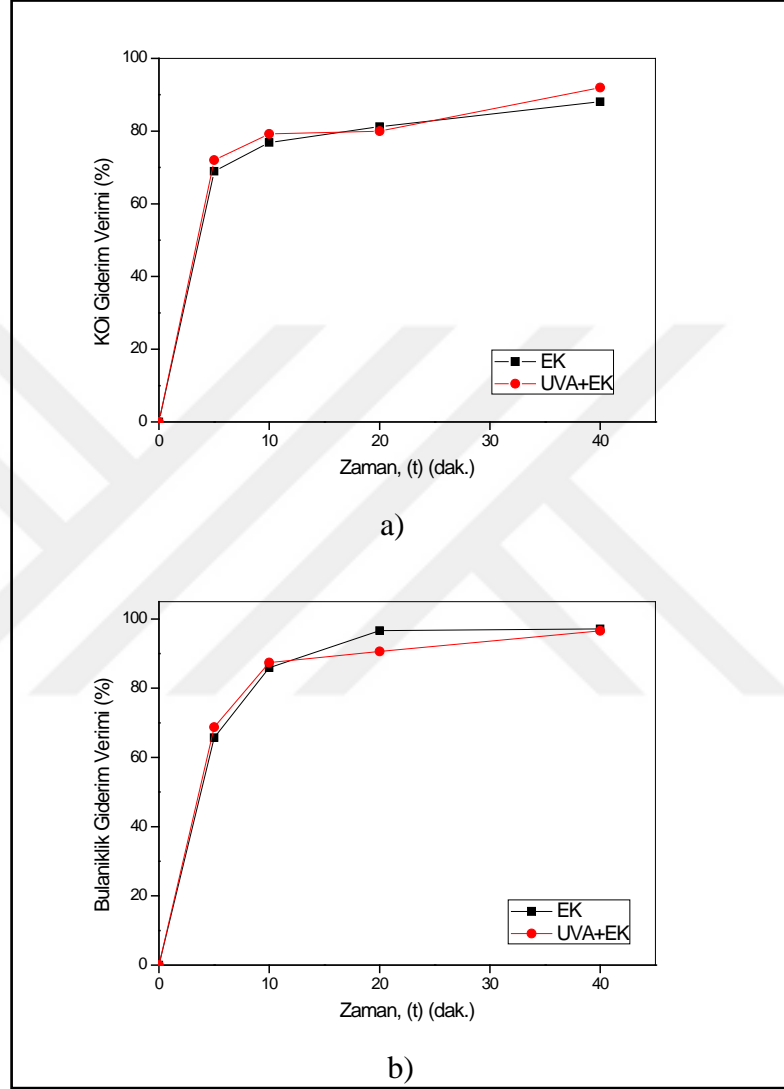 100
80
60
40
20
0
KOi Giderim Verimi (%)
EK
UVA+EK
0 10 20 30 40
Zaman, (t) (dak.)
a)
100
80
60
40
20
0
Bulaniklik Giderim Verimi (%)
EK
UVA+EK
0 10 20 30 40
Zaman, (t) (dak.)
b)